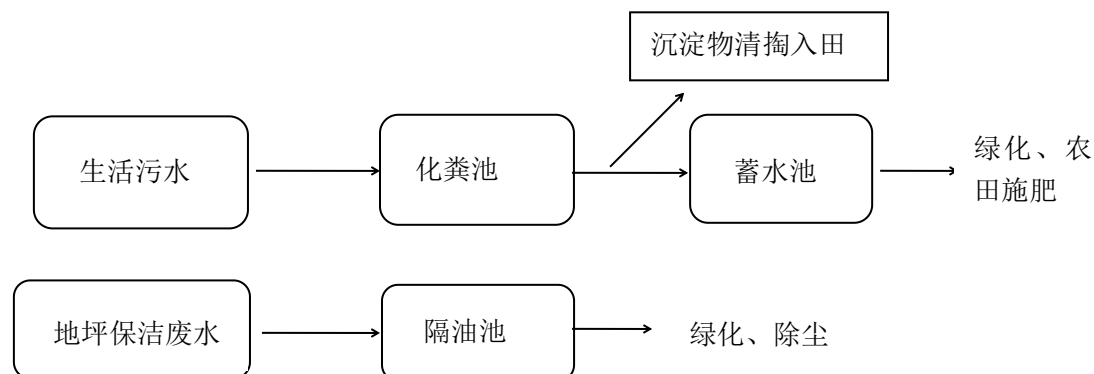 沉淀物清掏入田
生活污水
化粪池
蓄水池
绿化、农
田施肥
地坪保洁废水
隔油池
绿化、除尘